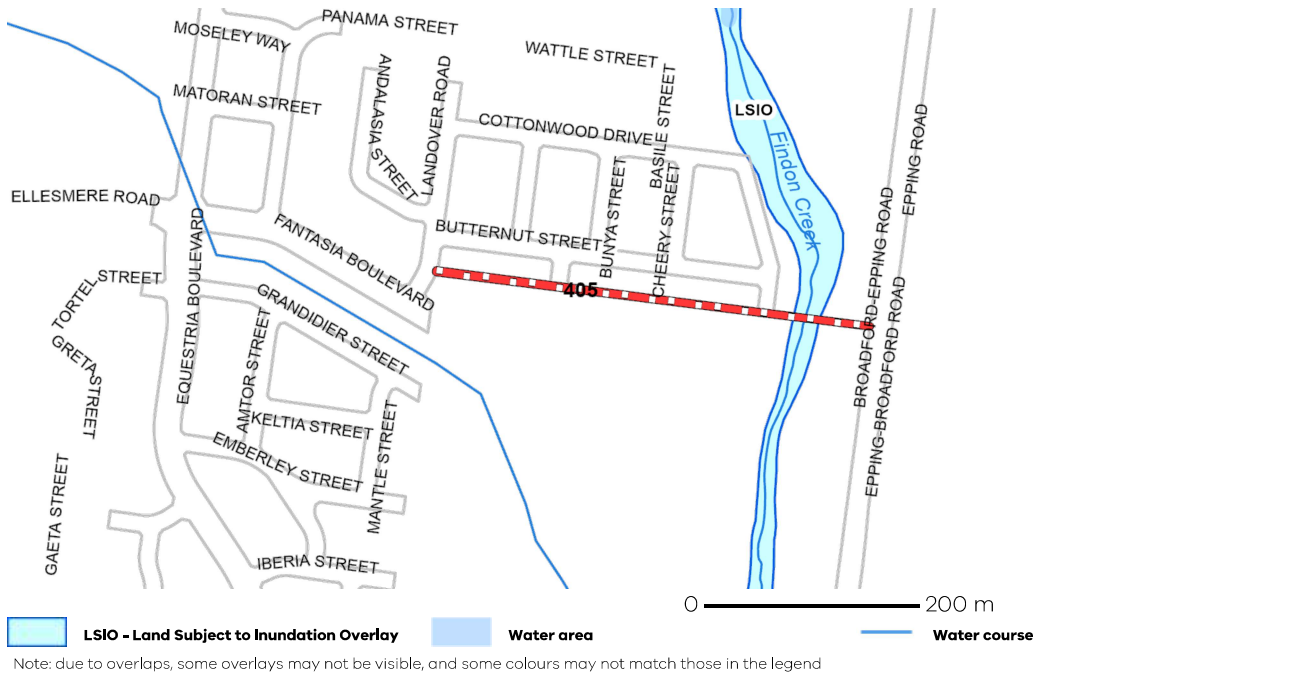 PANAMA STREET
MOSELEY WAY
WATTLE STREET
MATORAN STREET
ANDALASIA STREET
LANDOVER ROAD
COTTONWOOD DRIVE
BASILE STREET
LSIO
Findon Creek
EPPING ROAD
ELLESMERE ROAD
FANTASIA BOULEVARD
BUTTERNUT STREET
BUNYA STREET
CHEERY STREET
EQUESTRIA BOULEVARD
TORTEL STREET
GRETA STREET
GRANDIDIER STREET
405
BROADFORD-EPPING ROAD
EPPING-BROADFORD ROAD
AMTOR STREET
KELTIA STREET
EMBERLEY STREET
MANTLE STREET
GAETA STREET
IBERIA STREET
0 200 m
LSIO - Land Subject to Inundation Overlay
Water area
Water course
Note: due to overlaps, some overlays may not be visible, and some colours may not match those in the legend